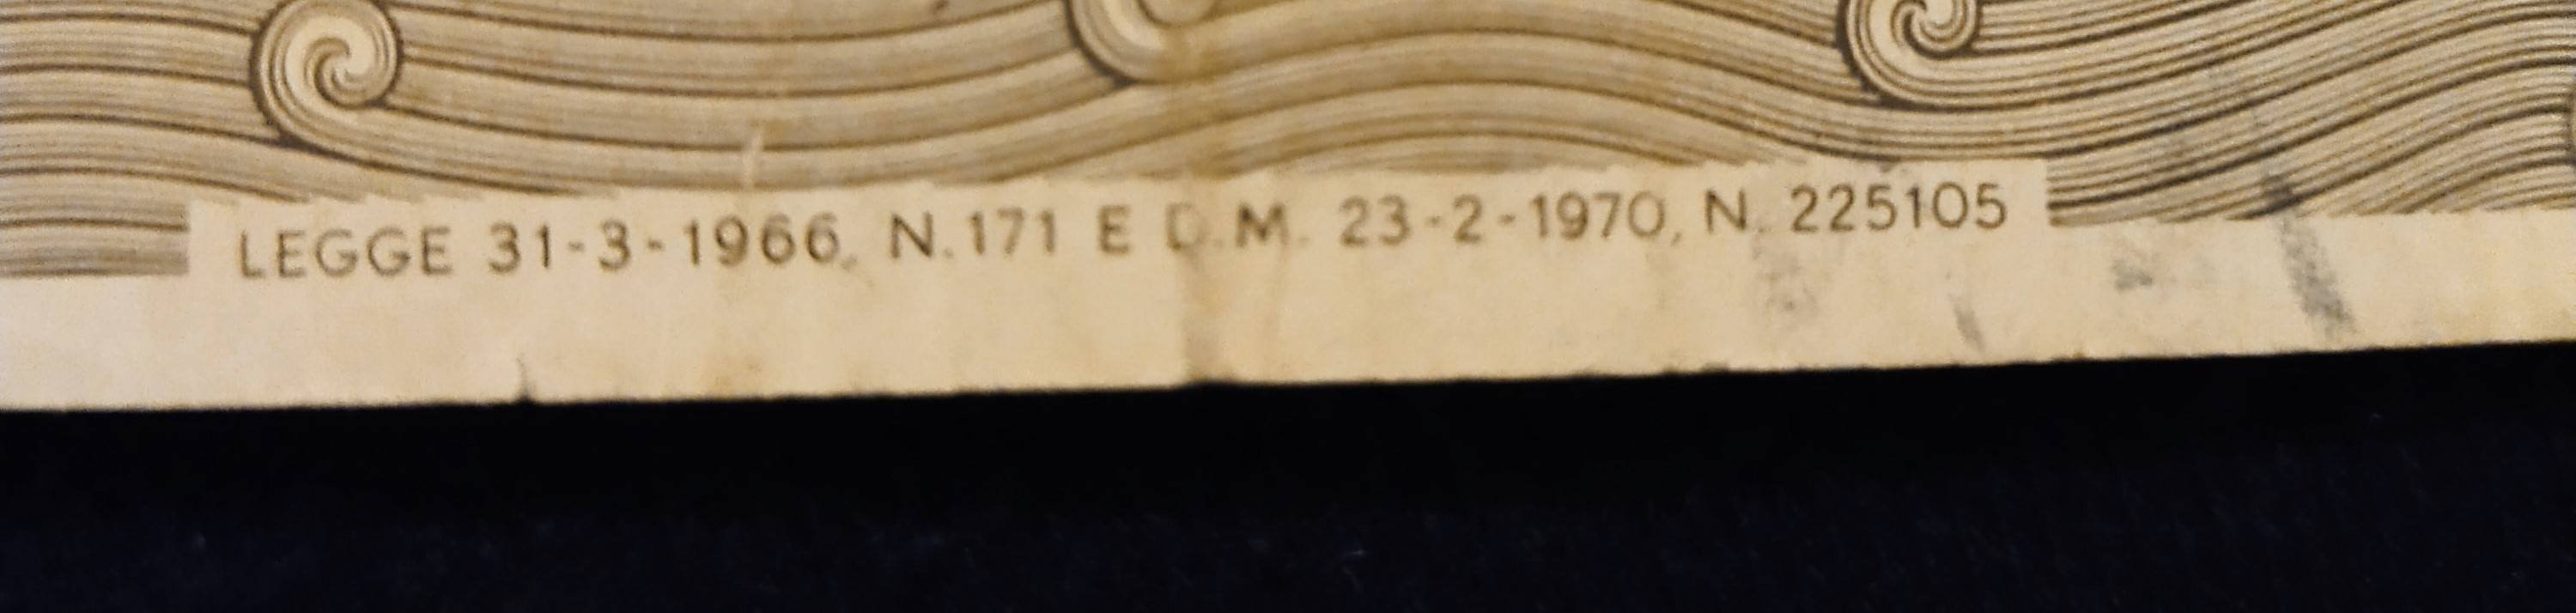 LEGGE 31-3-1966, N.171 E D.M. 23-2-1970, N. 225105